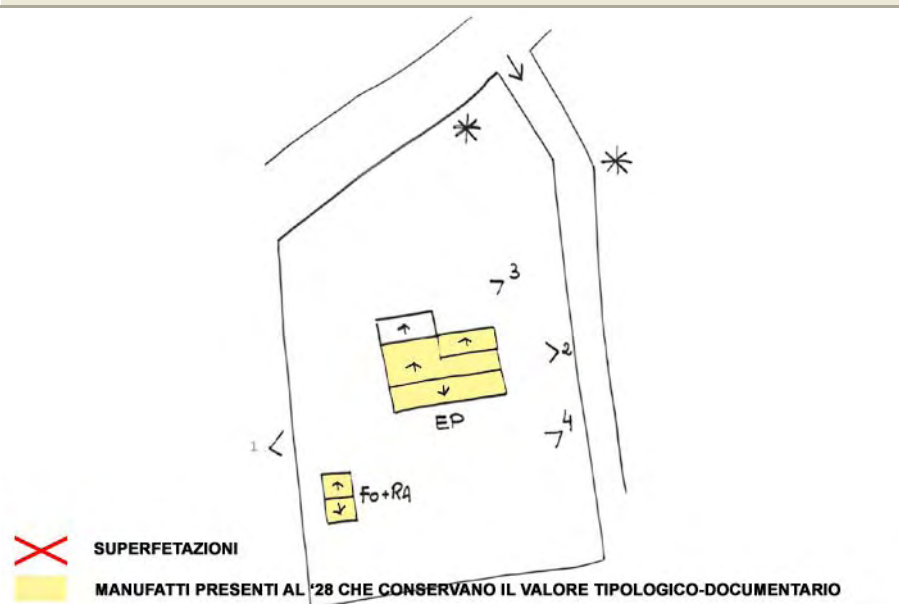 3
2
EP
4
1
Fo+RA
SUPERFETAZIONI
MANUFATTI PRESENTI AL '28 CHE CONSERVANO IL VALORE TIPOLOGICO-DOCUMENTARIO